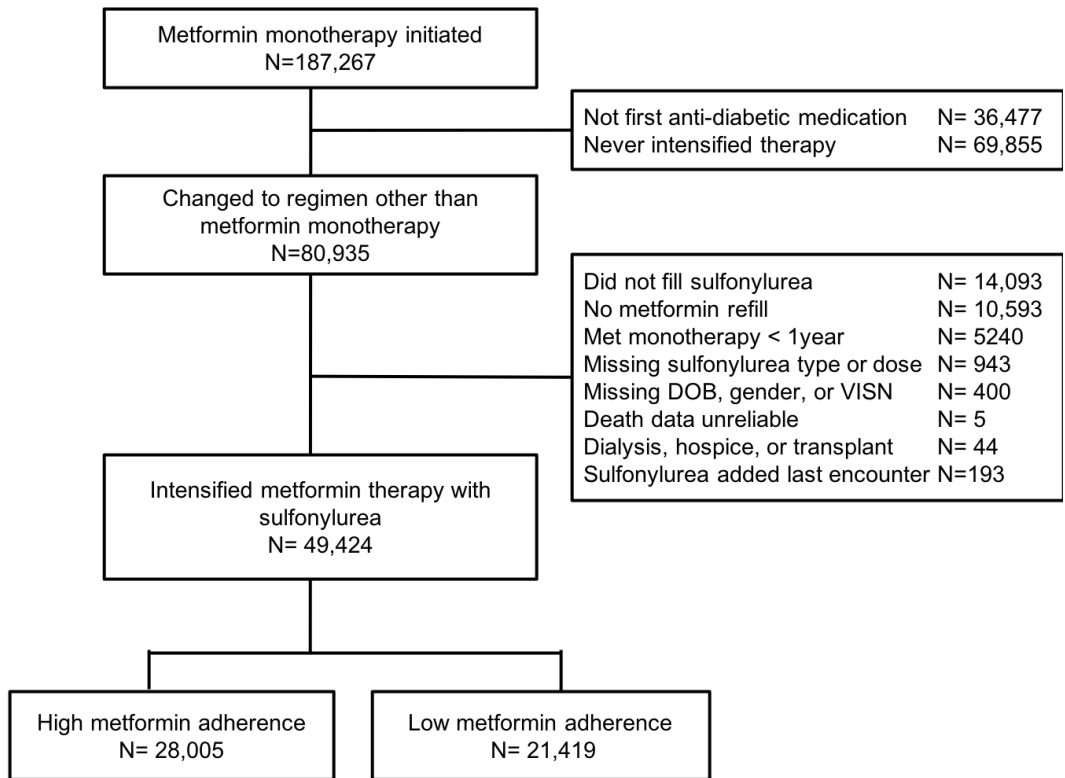 Metformin monotherapy initiated
N=187,267
Not first anti-diabetic medication N= 36,477
Never intensified therapy N= 69,855
Changed to regimen other than
metformin monotherapy
N=80,935
Did not fill sulfonylurea N= 14,093
No metformin refill N= 10,593
Met monotherapy < 1year N= 5240
Missing sulfonylurea type or dose N= 943
Missing DOB, gender, or VISN N= 400
Death data unreliable N= 5
Dialysis, hospice, or transplant N= 44
Sulfonylurea added last encounter N=193
Intensified metformin therapy with
sulfonylurea
N= 49,424
High metformin adherence
N= 28,005
Low metformin adherence
N= 21,419